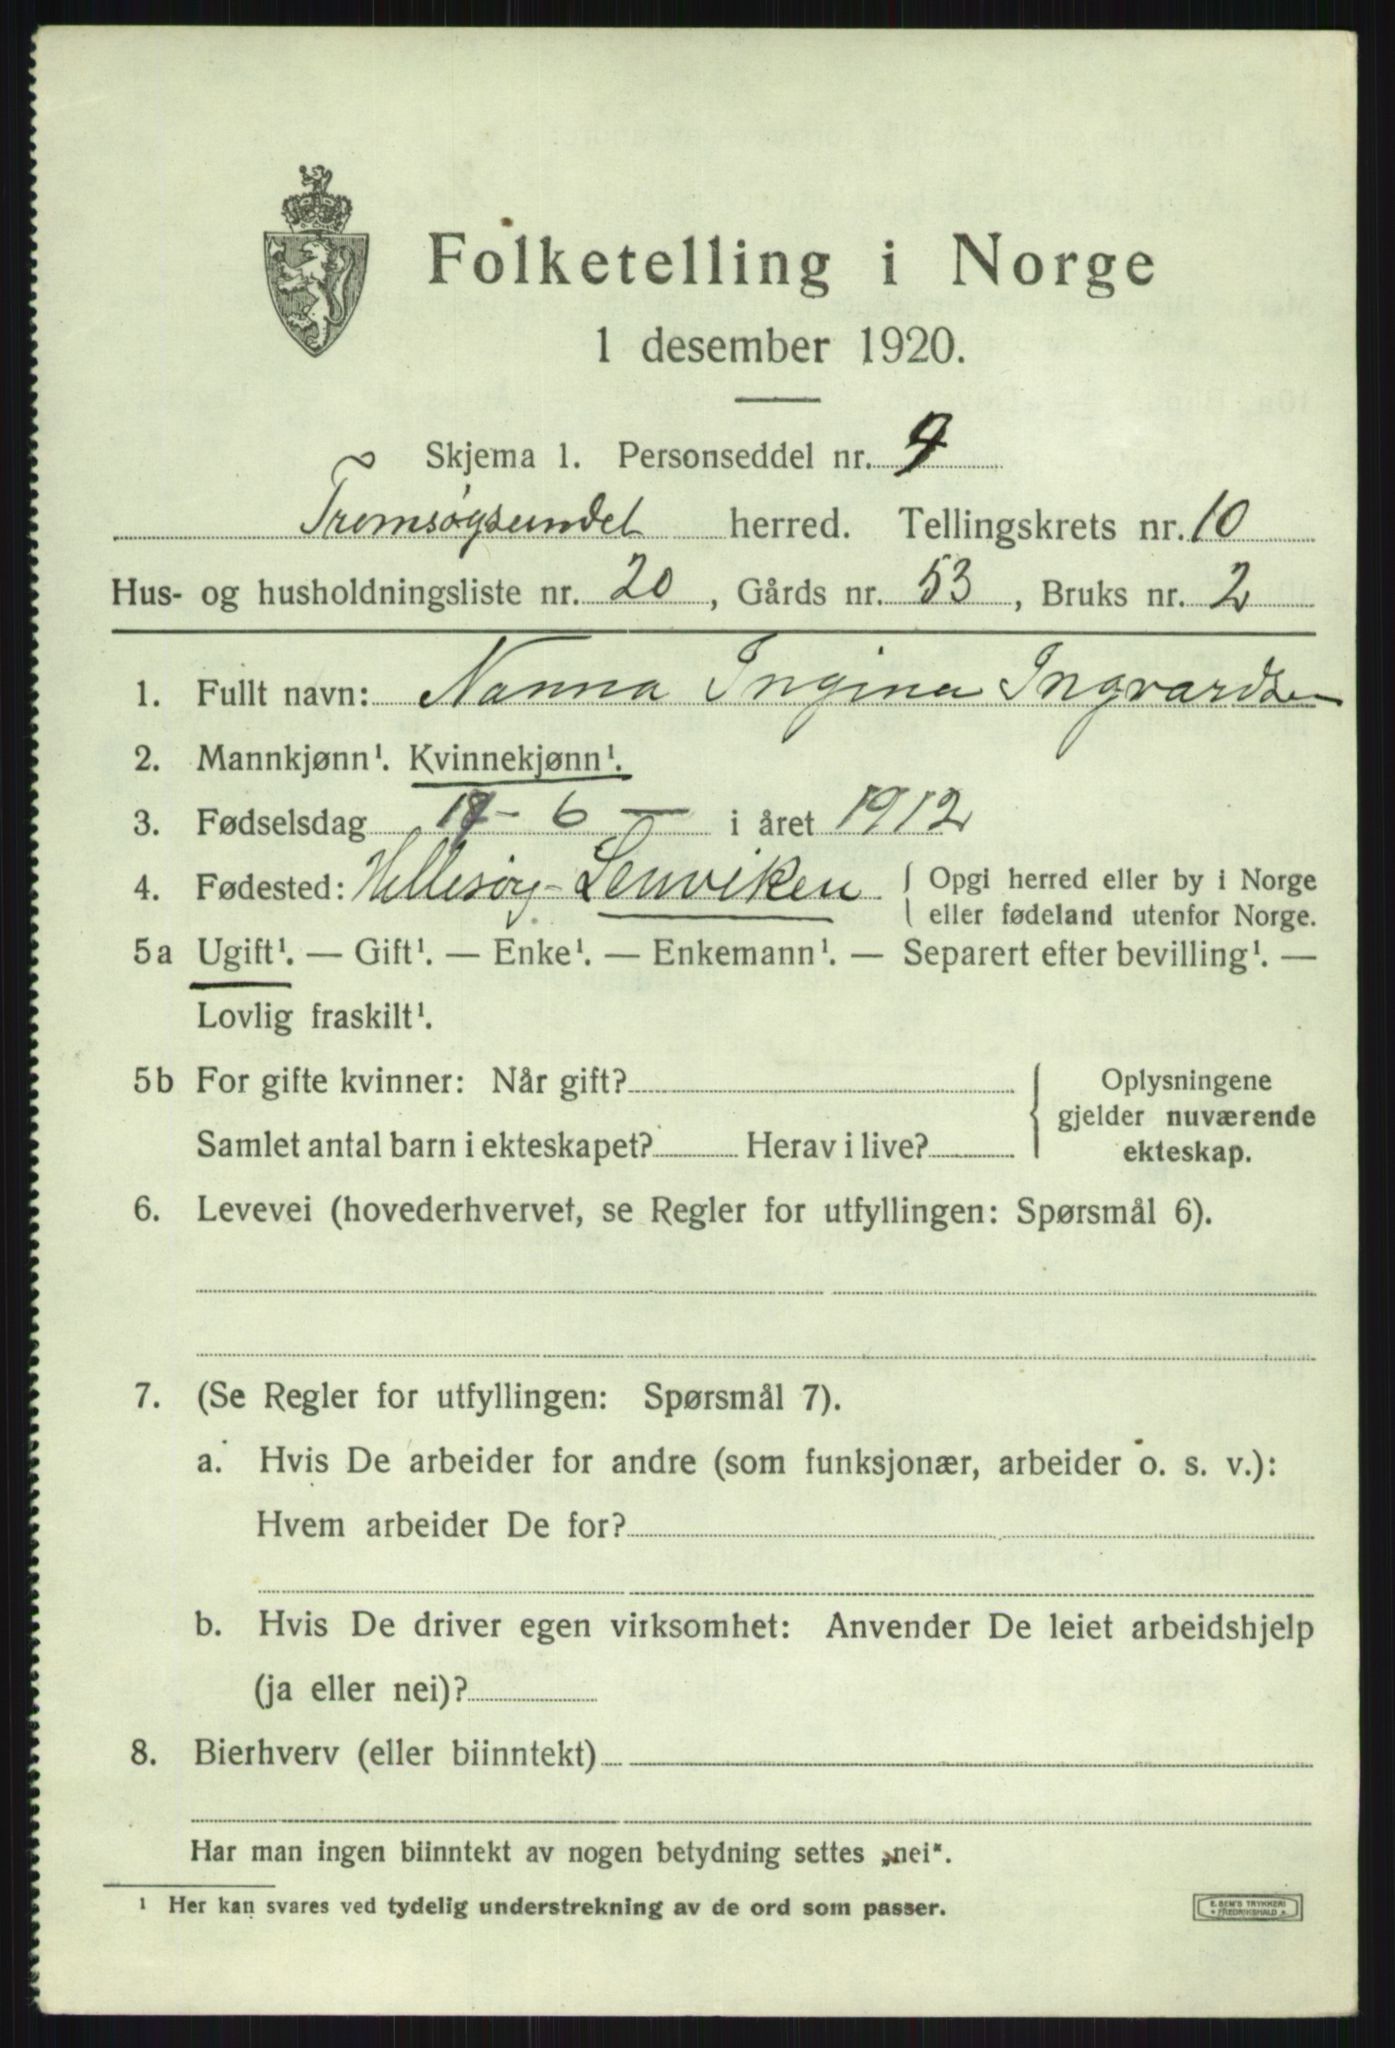 Folketelling i Norge
1 desember 1920.
Skjema 1. Personseddel nr. 9
Tromsøysundet herred. Tellingskrets nr. 10
Hus- og husholdningsliste nr. 20, Gårds nr. 53, Bruks nr. 2
1. Fullt navn: Nanna Ingina Ingvardsen
2. Mannkjønn¹. Kvinnekjønn¹.
3. Fødselsdag - 6 — i året 1912
4. Fødested: Hillesøy - Lenviken { Opgi herred eller by i Norge
eller fødeland utenfor Norge.
5a Ugift¹. — Gift¹. — Enke¹. — Enkemann¹. — Separert efter bevilling¹. —
Lovlig fraskilt¹.
5b For gifte kvinner: Når gift? { Oplysningene
gjelder nuværende
Samlet antal barn i ekteskapet? Herav i live? ekteskap.
6. Levevei (hovederhvervet, se Regler for utfyllingen: Spørsmål 6).
7. (Se Regler for utfyllingen: Spørsmål 7).
a. Hvis De arbeider for andre (som funksjonær, arbeider o. s. v.):
Hvem arbeider De for?
b. Hvis De driver egen virksomhet: Anvender De leiet arbeidshjelp
(ja eller nei)?
8. Bierhverv (eller biinntekt)
Har man ingen biinntekt av nogen betydning settes „nei".
¹ Her kan svares ved tydelig understrekning av de ord som passer.
E. SEM'S TRYKKERI
• FREDRIKSHALD •